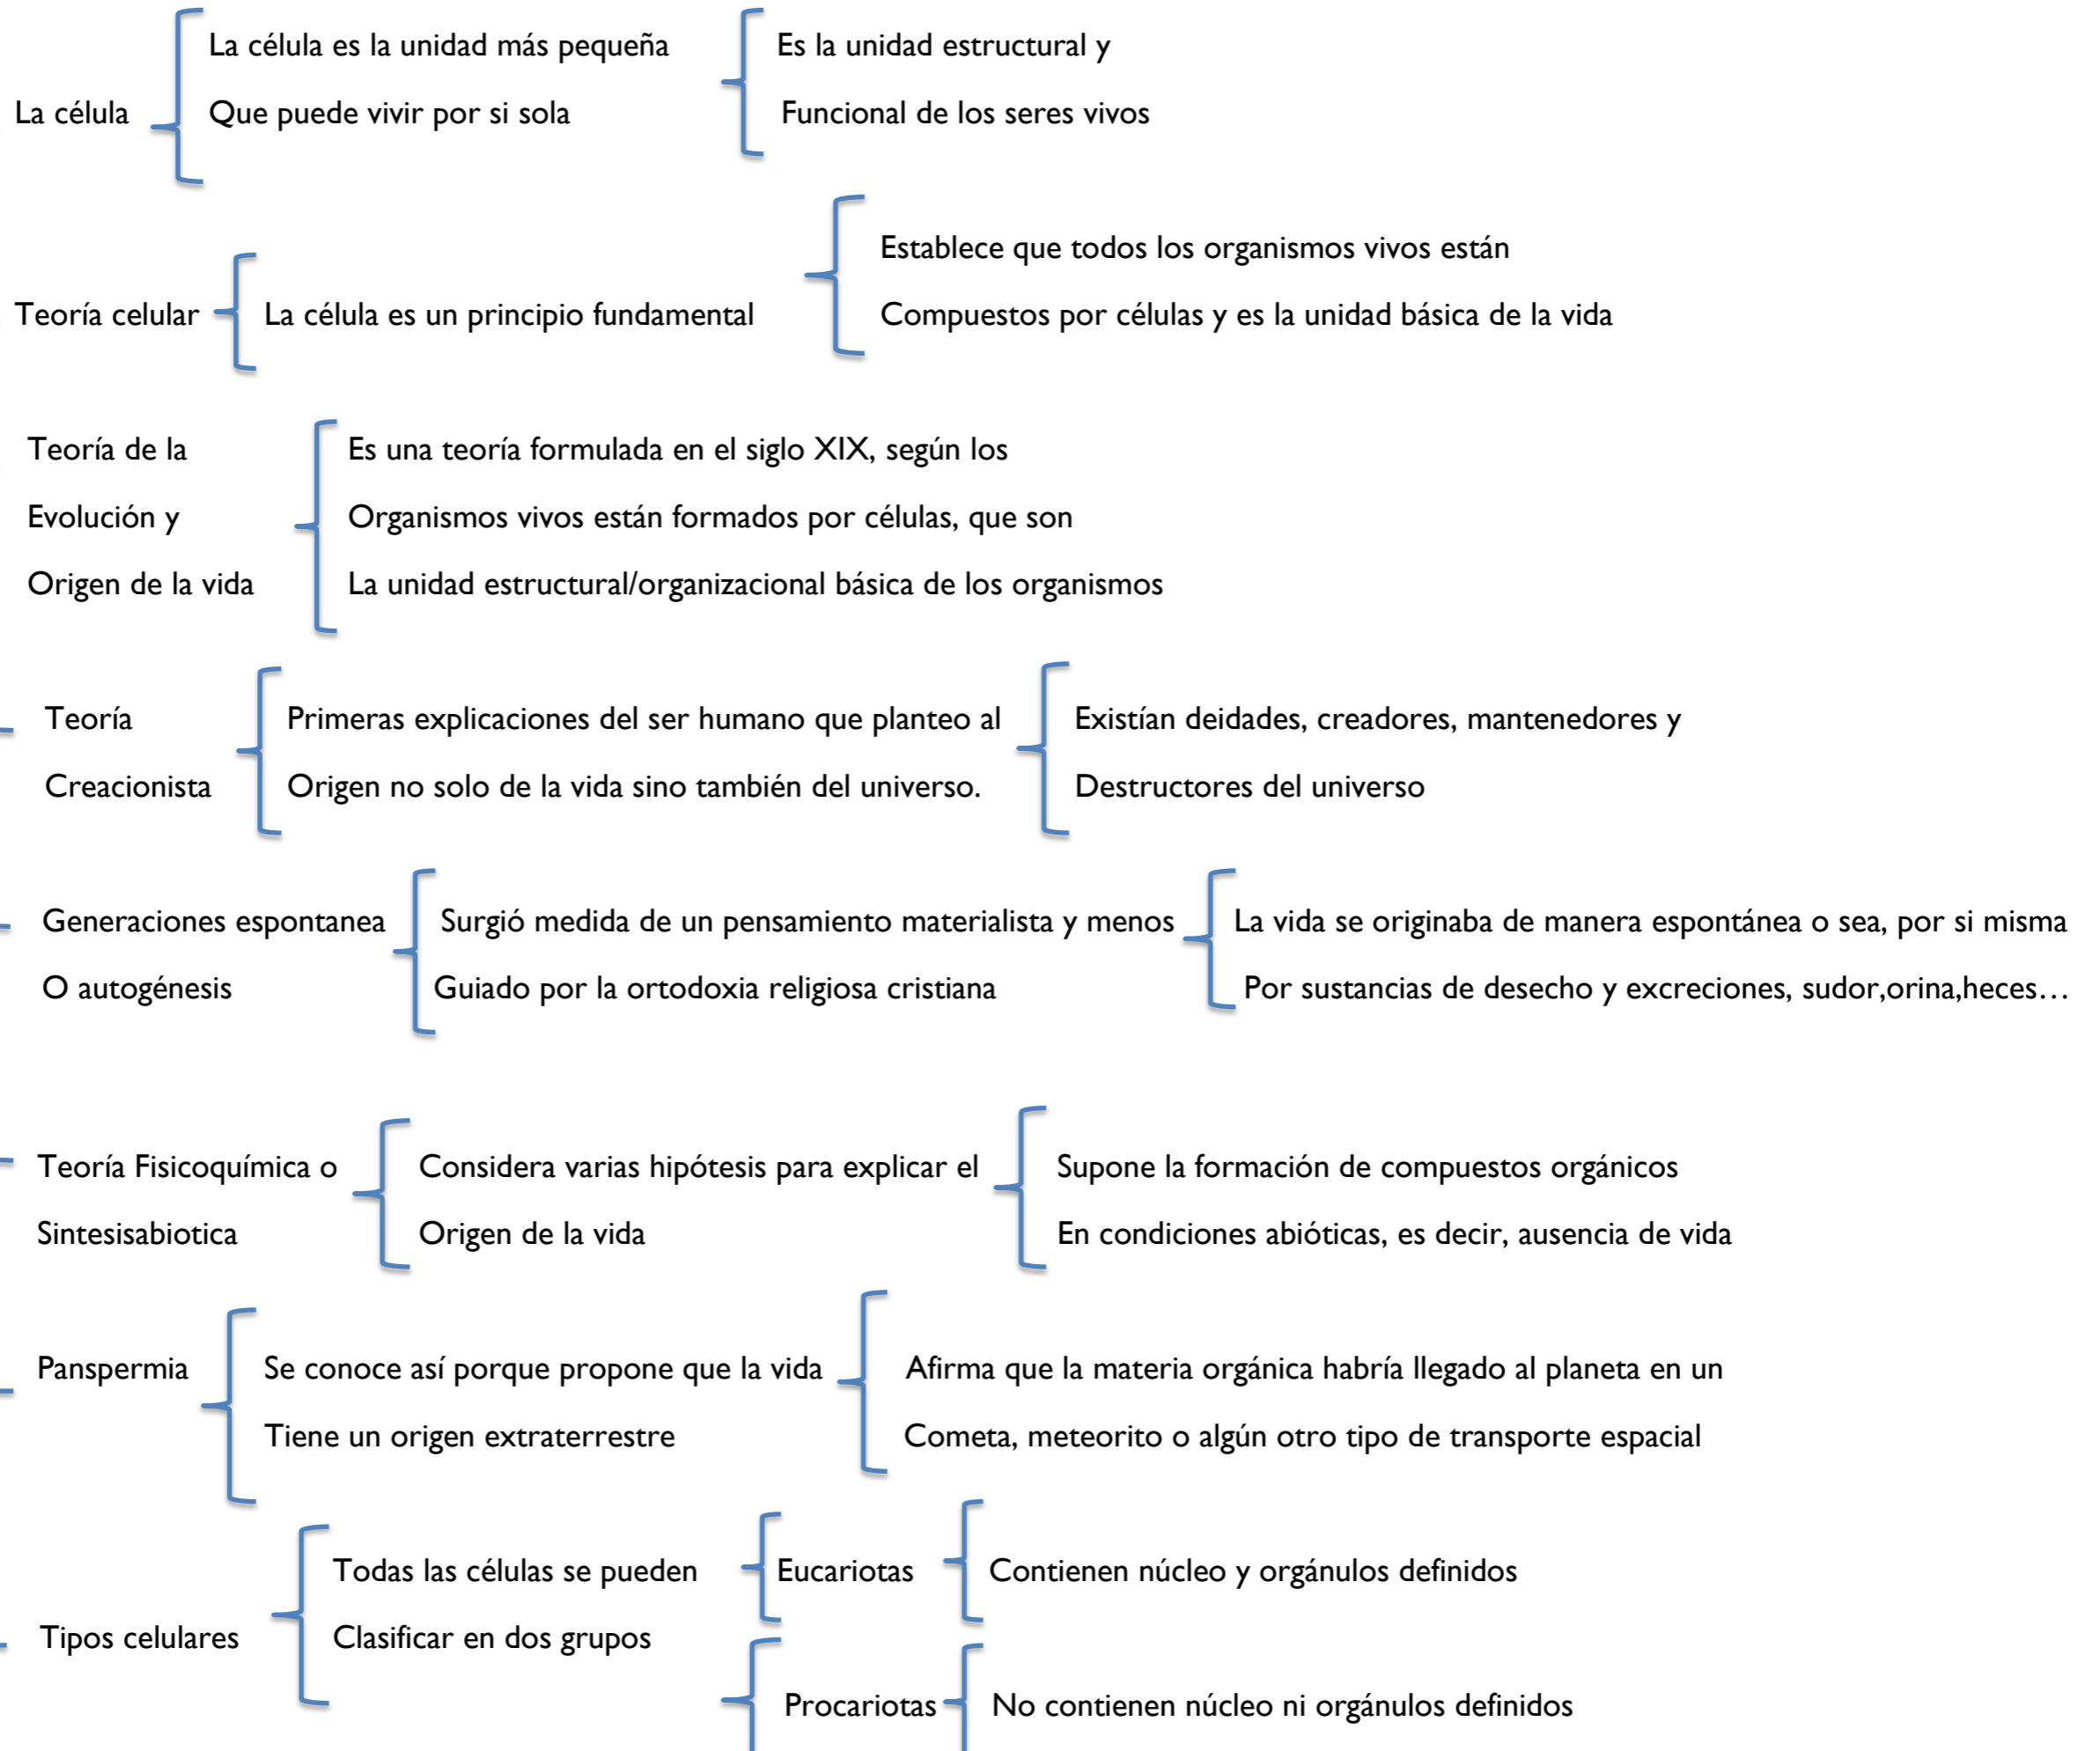 La célula es la unidad más pequeña
Es la unidad estructural y
La célula
Que puede vivir por si sola
Funcional de los seres vivos
Establece que todos los organismos vivos están
Teoría celular
La célula es un principio fundamental
Compuestos por células y es la unidad básica de la vida
Teoría de la
Es una teoría formulada en el siglo XIX, según los
Evolución y
Organismos vivos están formados por células, que son
Origen de la vida
La unidad estructural/organizacional básica de los organismos
Teoría
Primeras explicaciones del ser humano que planteo al
Existían deidades, creadores, mantenedores y
Creacionista
Origen no solo de la vida sino también del universo.
Destructores del universo
Generaciones espontanea
Surgió medida de un pensamiento materialista y menos
La vida se originaba de manera espontánea o sea, por si misma
O autogénesis
Guiado por la ortodoxia religiosa cristiana
Por sustancias de desecho y excreciones, sudor,orina,heces…
Teoría Fisicoquímica o
Considera varias hipótesis para explicar el
Supone la formación de compuestos orgánicos
Sintesisabiotica
Origen de la vida
En condiciones abióticas, es decir, ausencia de vida
Panspermia
Se conoce así porque propone que la vida
Afirma que la materia orgánica habría llegado al planeta en un
Tiene un origen extraterrestre
Cometa, meteorito o algún otro tipo de transporte espacial
Todas las células se pueden
Eucariotas
Contienen núcleo y orgánulos definidos
Tipos celulares
Clasificar en dos grupos
Procariotas
No contienen núcleo ni orgánulos definidos